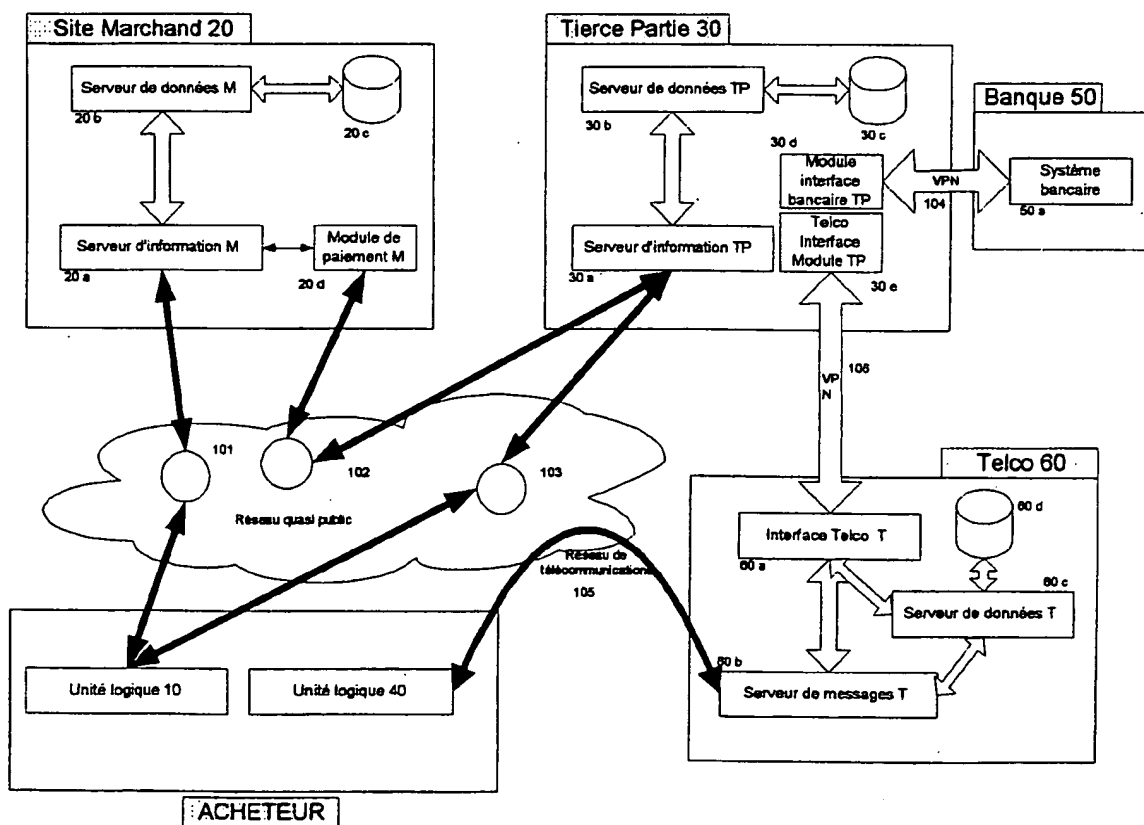 Site Marchand 20
Serveur de données M
20 b
20 c
Serveur d'information M
20 a
Module de
paiement M
20 d
Tierce Partie 30
Serveur de données TP
30 b
30 c
30 d
Module
interface
bancaire TP
Serveur d'information TP
30 a
Telco
Interface
Module TP
30 e
Banque 50
VPN
104
Système
bancaire
50 a
VP
N
106
101
102
103
Réseau quasi public
Réseau de
télécommunications
105
Telco 60
60 d
Interface Telco T
60 a
60 c
Serveur de données T
60 b
Serveur de messages T
Unité logique 10
Unité logique 40
ACHETEUR